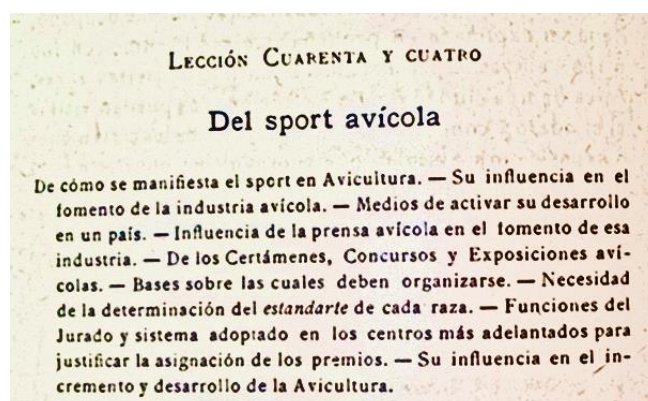 Lección Cuarenta y cuatro
Del sport avícola
De cómo se manifiesta el sport en Avicultura. — Su influencia en el
fomento de la industria avícola. — Medios de activar su desarrollo
en un país. — Influencia de la prensa avícola en el fomento de esa
industria. — De los Certámenes, Concursos y Exposiciones aví-
colas. — Bases sobre las cuales deben organizarse. — Necesidad
de la determinación del estandarte de cada raza. — Funciones del
Jurado y sistema adoptado en los centros más adelantados para
justificar la asignación de los premios. — Su influencia en el in-
cremento y desarrollo de la Avicultura.